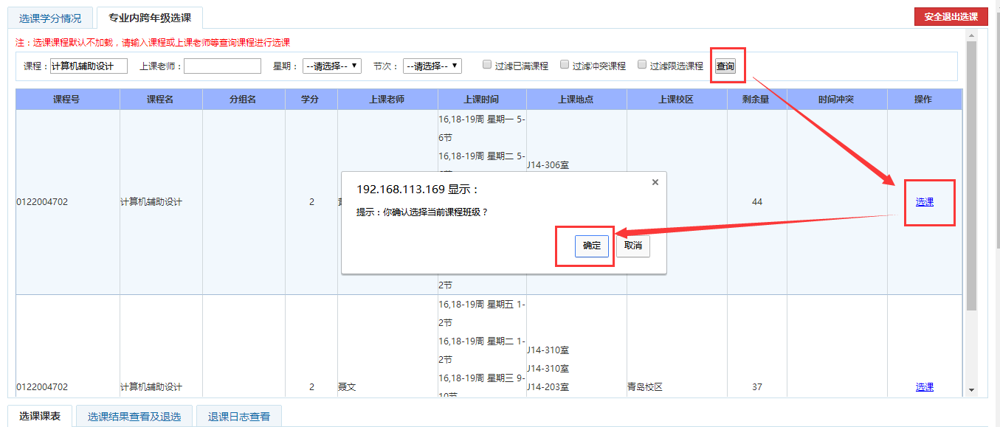 选课学分情况 专业内跨年级选课 安全退出选课
注：选课课程默认不加载，请输入课程或上课老师等查询课程进行选课
课程： 计算机辅助设计 上课老师： 星期： --请选择-- 节次： --请选择-- 过滤已满课程 过滤冲突课程 过滤限选课程 查询
课程号 课程名 分组名 学分 上课老师 上课时间 上课地点 上课校区 剩余量 时间冲突 操作
16,18-19周 星期一 5-
6节
16,18-19周 星期二 5-
J14-306室
192.168.113.169 显示：
0122004702 计算机辅助设计 2 44 选课
提示：你确认选择当前课程班级？
确定 取消
2节
16,18-19周 星期五 1-
2节
16,18-19周 星期二 1-
2节
J14-310室
J14-310室
16,18-19周 星期三 9-
0122004702 计算机辅助设计 2 聂文 J14-203室 青岛校区 37 选课
10节
选课课表 选课结果查看及退选 退课日志查看